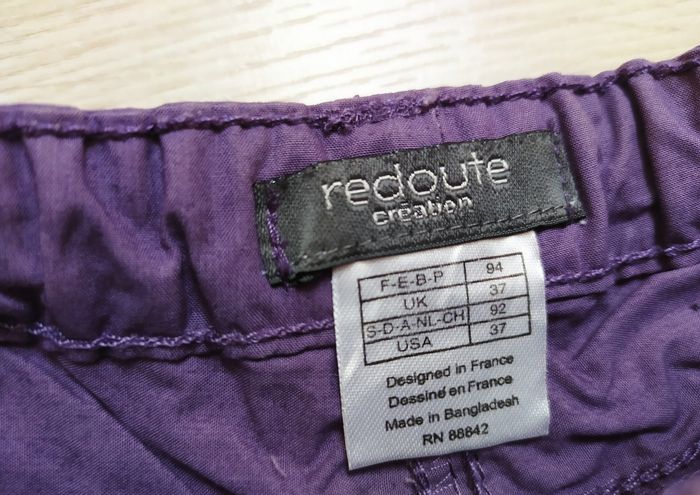 redoute
création
F-E-B-P 94
UK 37
S-D-A-NL-CH 92
USA 37
Designed in France
Dessiné en France
Made in Bangladesh
RN 88842